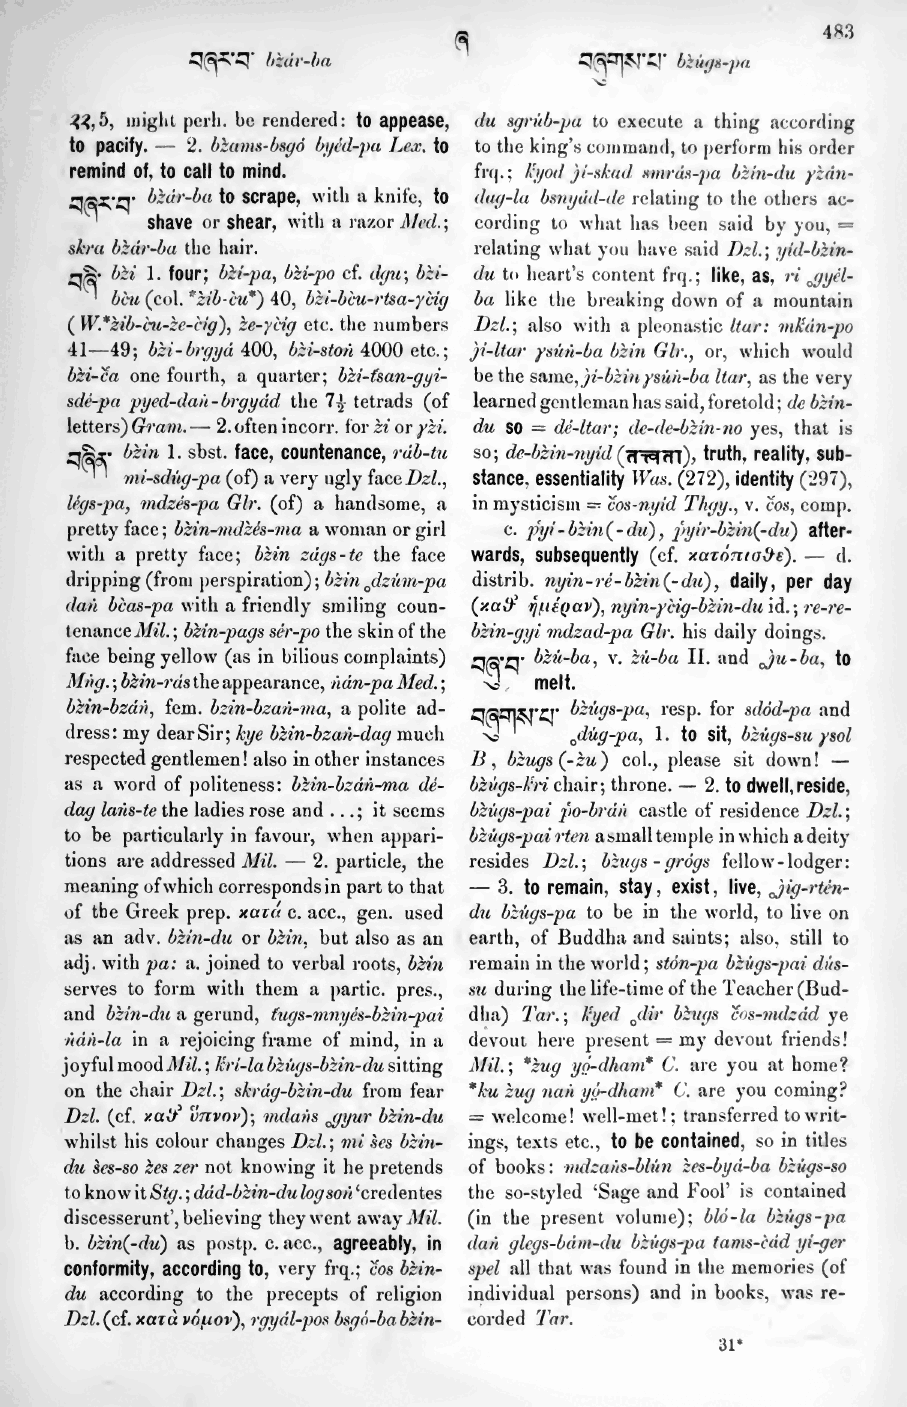 483
ཞ
བཞར་བ་ bžár-ba
བཞུགས་པ་ bžúgs-pa
22, 5, might perh. be rendered: to appease,
to pacify. — 2. bžams-bsgó byéd-pa Lex. to
remind of, to call to mind.
བཞར་བ་ bžár-ba to scrape, with a knife, to
shave or shear, with a razor Med.;
skra bžár-ba the hair.
བཞི་ bži 1. four; bži-pa, bži-po cf. dgu; bži-
bču (col. *žib-ču*) 40, bži-bču-rtsa-γčig
(W.*žib-ču-že-čig), že-γčig etc. the numbers
41—49; bži-brgyá 400, bži-stoṅ 4000 etc.;
bži-ča one fourth, a quarter; bži-tsan-gyi-
sdé-pa pyed-daṅ-brgyád the 7½ tetrads (of
letters) Gram. — 2. often incorr. for ži or γži.
བཞིན་ bžin 1. sbst. face, countenance, ráb-tu
mi-sdúg-pa (of) a very ugly face Dzl.,
légs-pa, mdzés-pa Glr. (of) a handsome, a
pretty face; bžin-mdzés-ma a woman or girl
with a pretty face; bžin zágs-te the face
dripping (from perspiration); bžin ₒdzúm-pa
daṅ bčas-pa with a friendly smiling coun-
tenance Mil.; bžin-pags sér-po the skin of the
face being yellow (as in bilious complaints)
Mṅg.; bžin-rás the appearance, ṅán-pa Med.;
bžin-bzáṅ, fem. bzin-bzaṅ-ma, a polite ad-
dress: my dear Sir; kye bžin-bzaṅ-dag much
respected gentlemen! also in other instances
as a word of politeness: bžin-bzáṅ-ma dé-
dag laṅs-te the ladies rose and ...; it seems
to be particularly in favour, when appari-
tions are addressed Mil. — 2. particle, the
meaning of which corresponds in part to that
of the Greek prep. κατά c. acc., gen. used
as an adv. bžin-du or bžin, but also as an
adj. with pa: a. joined to verbal roots, bžin
serves to form with them a partic. pres.,
and bžin-du a gerund, tugs-mnyés-bžin-pai
ṅáṅ-la in a rejoicing frame of mind, in a
joyful mood Mil.; kri-la bžúgs-bžin-du sitting
on the chair Dzl.; skrág-bžin-du from fear
Dzl. (cf. καθ' ὕπνον); mdaṅs ₒgyur bžin-du
whilst his colour changes Dzl.; mi šes bžin-
du šes-so žes zer not knowing it he pretends
to know it Stg.; dád-bžin-du log soṅ 'credentes
discesserunt', believing they went away Mil.
b. bžin(-du) as postp. c. acc., agreeably, in
conformity, according to, very frq.; čos bžin-
du according to the precepts of religion
Dzl. (cf. κατὰ νόμον), rgyál-pos bsgó-ba bžin-
du sgrúb-pa to execute a thing according
to the king's command, to perform his order
frq.; kyod ji-skad smrás-pa bžin-du γžán-
dag-la bsnyád-de relating to the others ac-
cording to what has been said by you, =
relating what you have said Dzl.; yid-bžin-
du to heart's content frq.; like, as, ri ₒgyél-
ba like the breaking down of a mountain
Dzl.; also with a pleonastic ltar: mkán-po
ji-ltar γsúṅ-ba bžin Glr., or, which would
be the same, ji-bžin γsúṅ-ba ltar, as the very
learned gentleman has said, foretold; de bžin-
du so = dé-ltar; de-de-bžin-no yes, that is
so; de-bžin-nyid (तत्त्वता), truth, reality, sub-
stance, essentiality Was. (272), identity (297),
in mysticism = čos-nyid Thgy., v. čos, comp.
c. pyi-bžin(-du), pyir-bžin(-du) after-
wards, subsequently (cf. κατόπισθε). — d.
distrib. nyin-ré-bžin(-du), daily, per day
(καθ' ἡμέραν), nyin-γčig-bžin-du id.; re-re-
bžin-gyi mdzad-pa Glr. his daily doings.
བཞུ་བ་ bžú-ba, v. žú-ba II. and ₒju-ba, to
melt.
བཞུགས་པ་ bžúgs-pa, resp. for sdód-pa and
ₒdúg-pa, 1. to sit, bžúgs-su γsol
B, bžugs (-žu) col., please sit down! —
bžúgs-kri chair; throne. — 2. to dwell, reside,
bžúgs-pai po-bráṅ castle of residence Dzl.;
bžúgs-pai rten a small temple in which a deity
resides Dzl.; bžugs-grógs fellow-lodger:
— 3. to remain, stay, exist, live, ₒjig-rtén-
du bžúgs-pa to be in the world, to live on
earth, of Buddha and saints; also, still to
remain in the world; stón-pa bžúgs-pai dús-
su during the life-time of the Teacher (Bud-
dha) Tar.; kyed ₒdir bžugs čos-mdzád ye
devout here present = my devout friends!
Mil.; *žug yó̤-dham* C. are you at home?
*ku žug naṅ yó̤-dham* C. are you coming?
= welcome! well-met!; transferred to writ-
ings, texts etc., to be contained, so in titles
of books: mdzaṅs-blún žes-byá-ba bžúgs-so
the so-styled 'Sage and Fool' is contained
(in the present volume); bló-la bžúgs-pa
daṅ glegs-bám-du bžúgs-pa tams-čád yi-ger
spel all that was found in the memories (of
individual persons) and in books, was re-
corded Tar.
31*